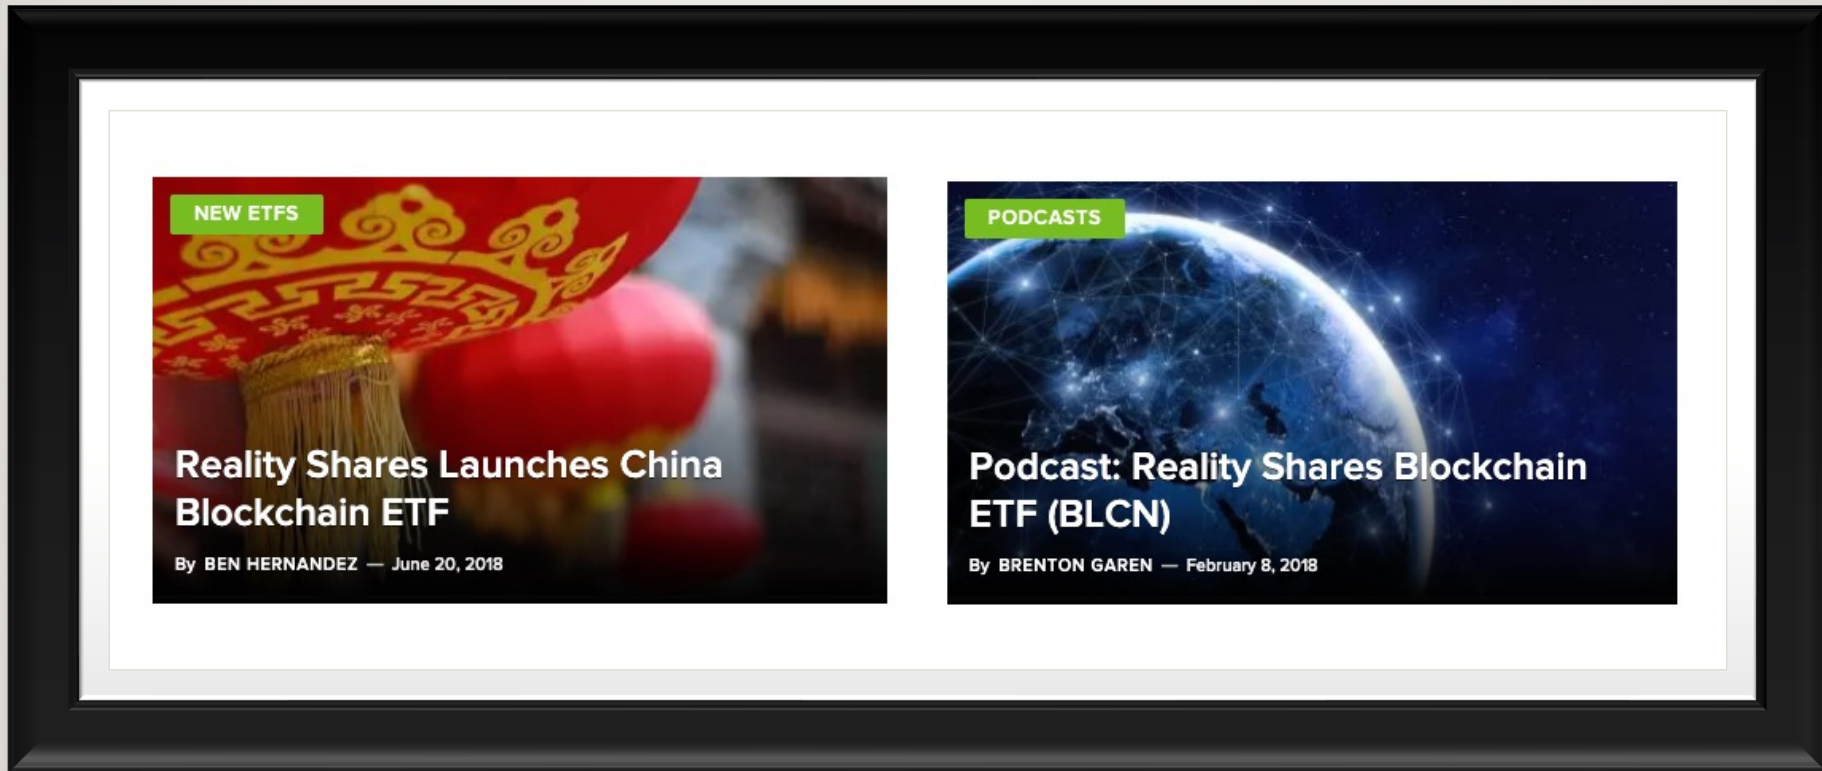 NEW ETFS
Reality Shares Launches China
Blockchain ETF
By BEN HERNANDEZ — June 20, 2018
PODCASTS
Podcast: Reality Shares Blockchain
ETF (BLCN)
By BRENTON GAREN — February 8, 2018